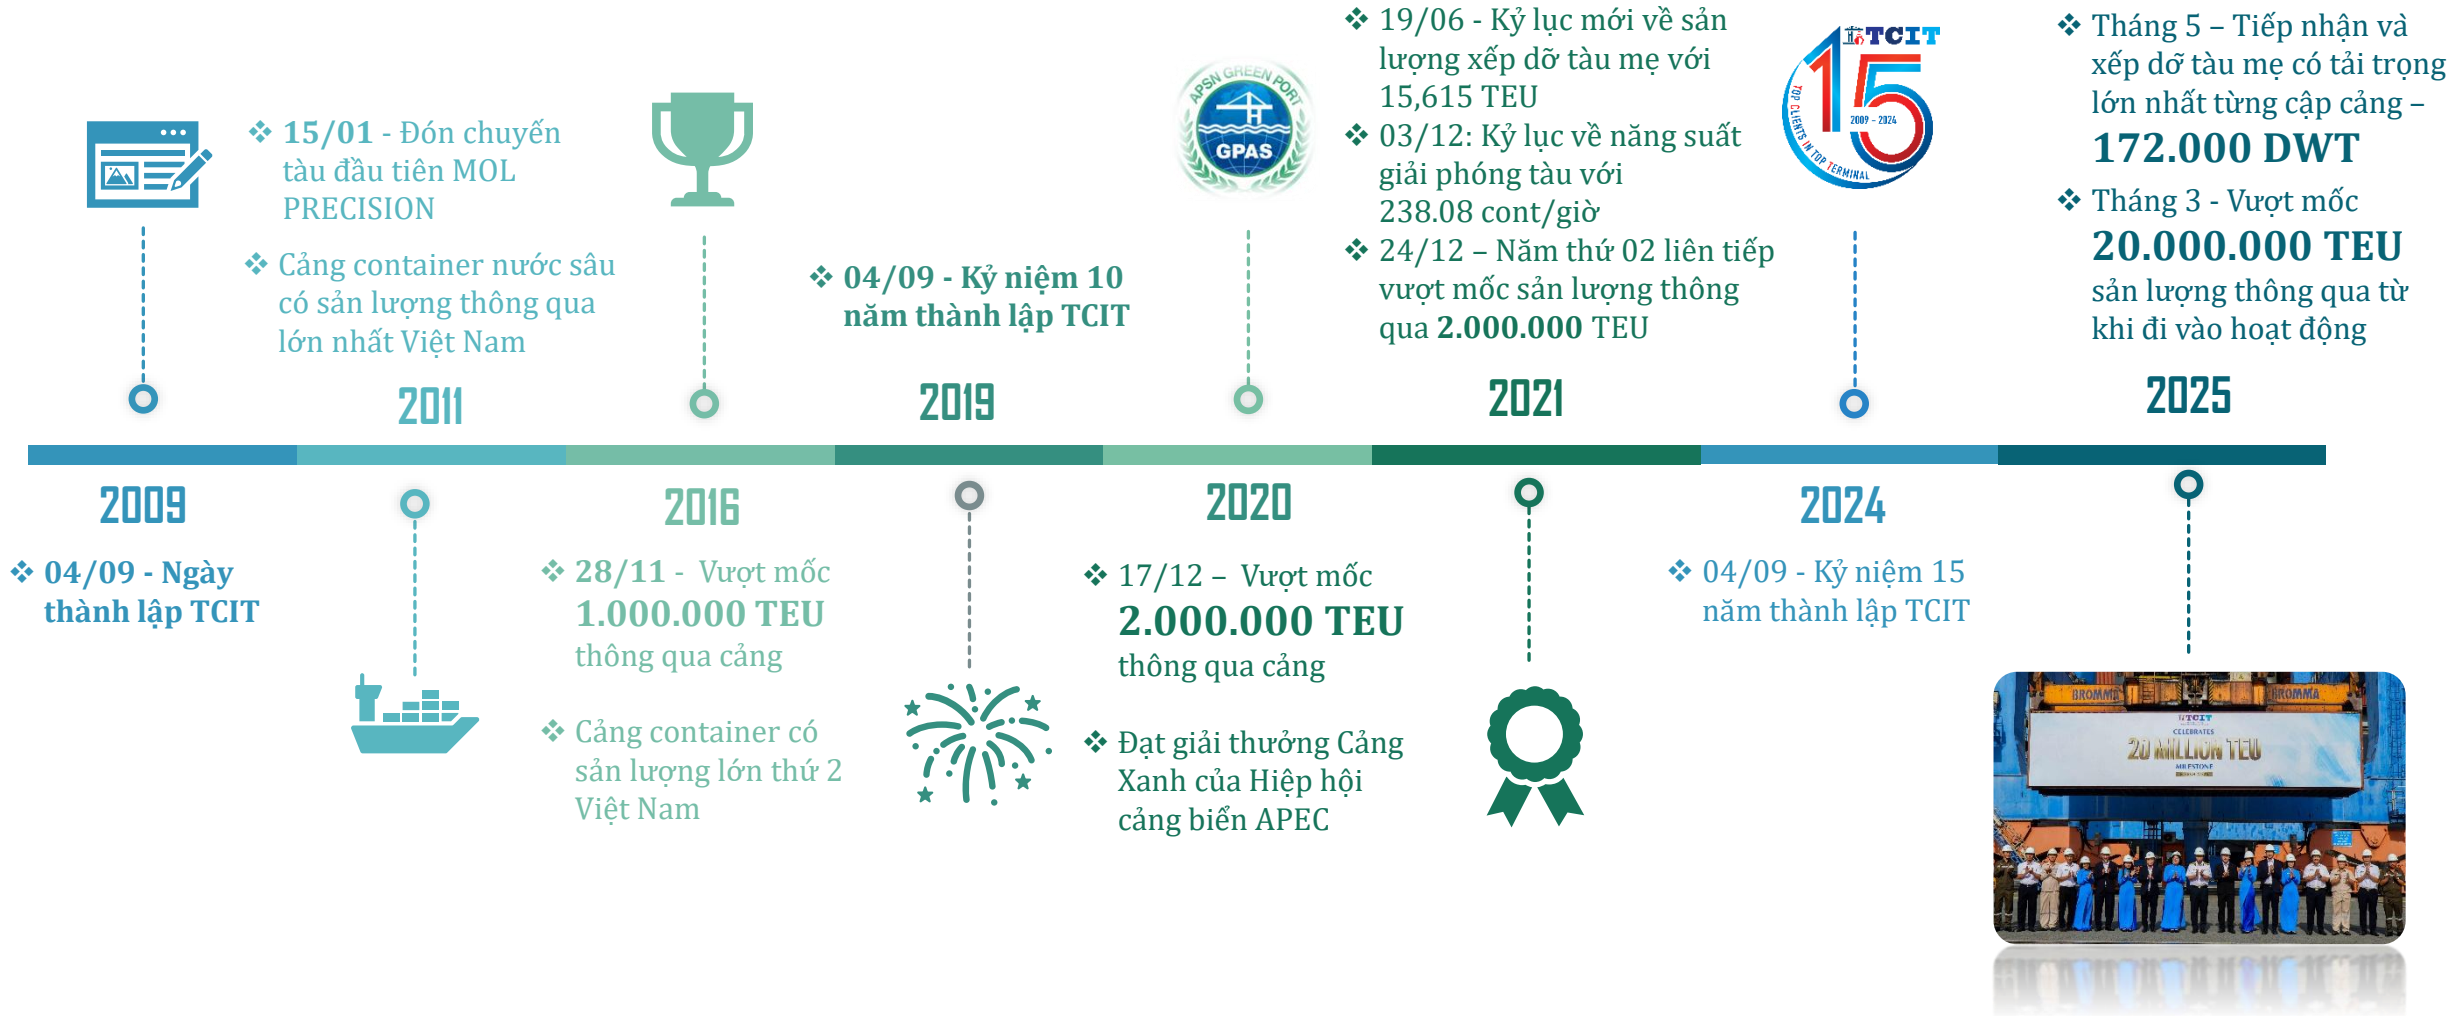 2009
❖ 04/09 - Ngày
thành lập TCIT
❖ 15/01 - Đón chuyến
tàu đầu tiên MOL
PRECISION
❖ Cảng container nước sâu
có sản lượng thông qua
lớn nhất Việt Nam
2011
2016
❖ 28/11 - Vượt mốc
1.000.000 TEU
thông qua cảng
❖ Cảng container có
sản lượng lớn thứ 2
Việt Nam
❖ 04/09 - Kỷ niệm 10
năm thành lập TCIT
2019
APSN GREEN PORT
GPAS
2020
❖ 17/12 – Vượt mốc
2.000.000 TEU
thông qua cảng
❖ Đạt giải thưởng Cảng
Xanh của Hiệp hội
cảng biển APEC
❖ 19/06 - Kỷ lục mới về sản
lượng xếp dỡ tàu mẹ với
15,615 TEU
❖ 03/12: Kỷ lục về năng suất
giải phóng tàu với
238.08 cont/giờ
❖ 24/12 – Năm thứ 02 liên tiếp
vượt mốc sản lượng thông
qua 2.000.000 TEU
2021
TCIT
15
2009 - 2024
TOP CLIENTS IN TOP TERMINAL
2024
❖ 04/09 - Kỷ niệm 15
năm thành lập TCIT
❖ Tháng 5 – Tiếp nhận và
xếp dỡ tàu mẹ có tải trọng
lớn nhất từng cập cảng –
172.000 DWT
❖ Tháng 3 - Vượt mốc
20.000.000 TEU
sản lượng thông qua từ
khi đi vào hoạt động
2025
BROMMA
BROMMA
TCIT
CELEBRATES
20 MILLION TEU
MILESTONE